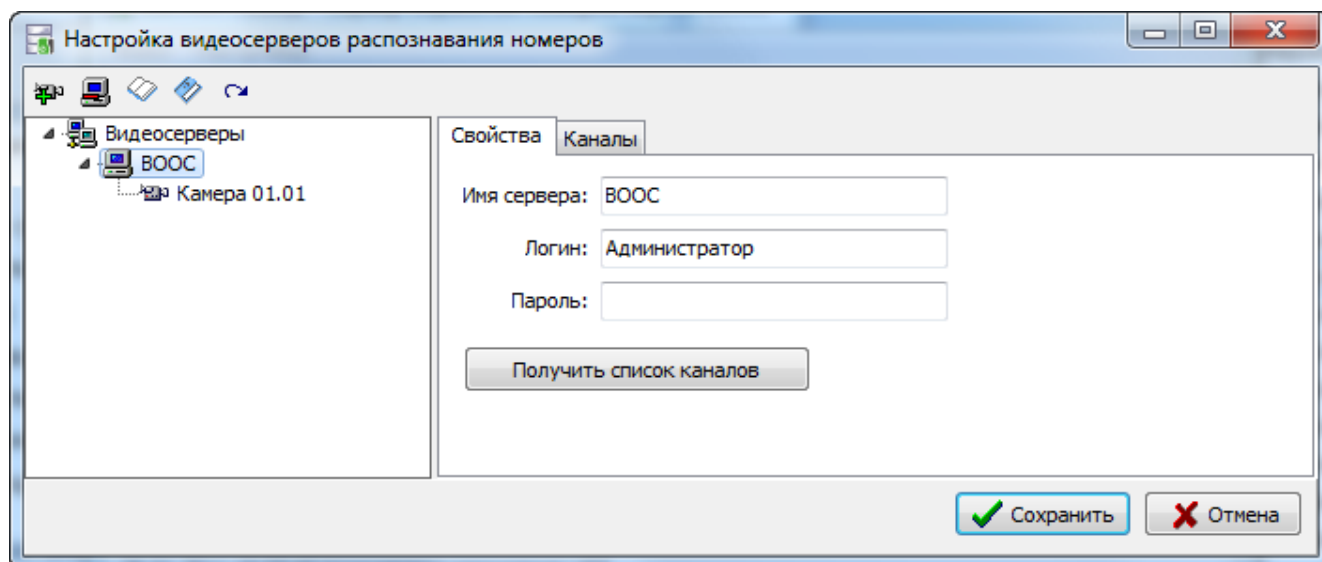 Настройка видеосерверов распознавания номеров
Видеосерверы
BOOC
Камера 01.01
Свойства
Каналы
Имя сервера: BOOC
Логин: Администратор
Пароль:
Получить список каналов
Сохранить
Отмена